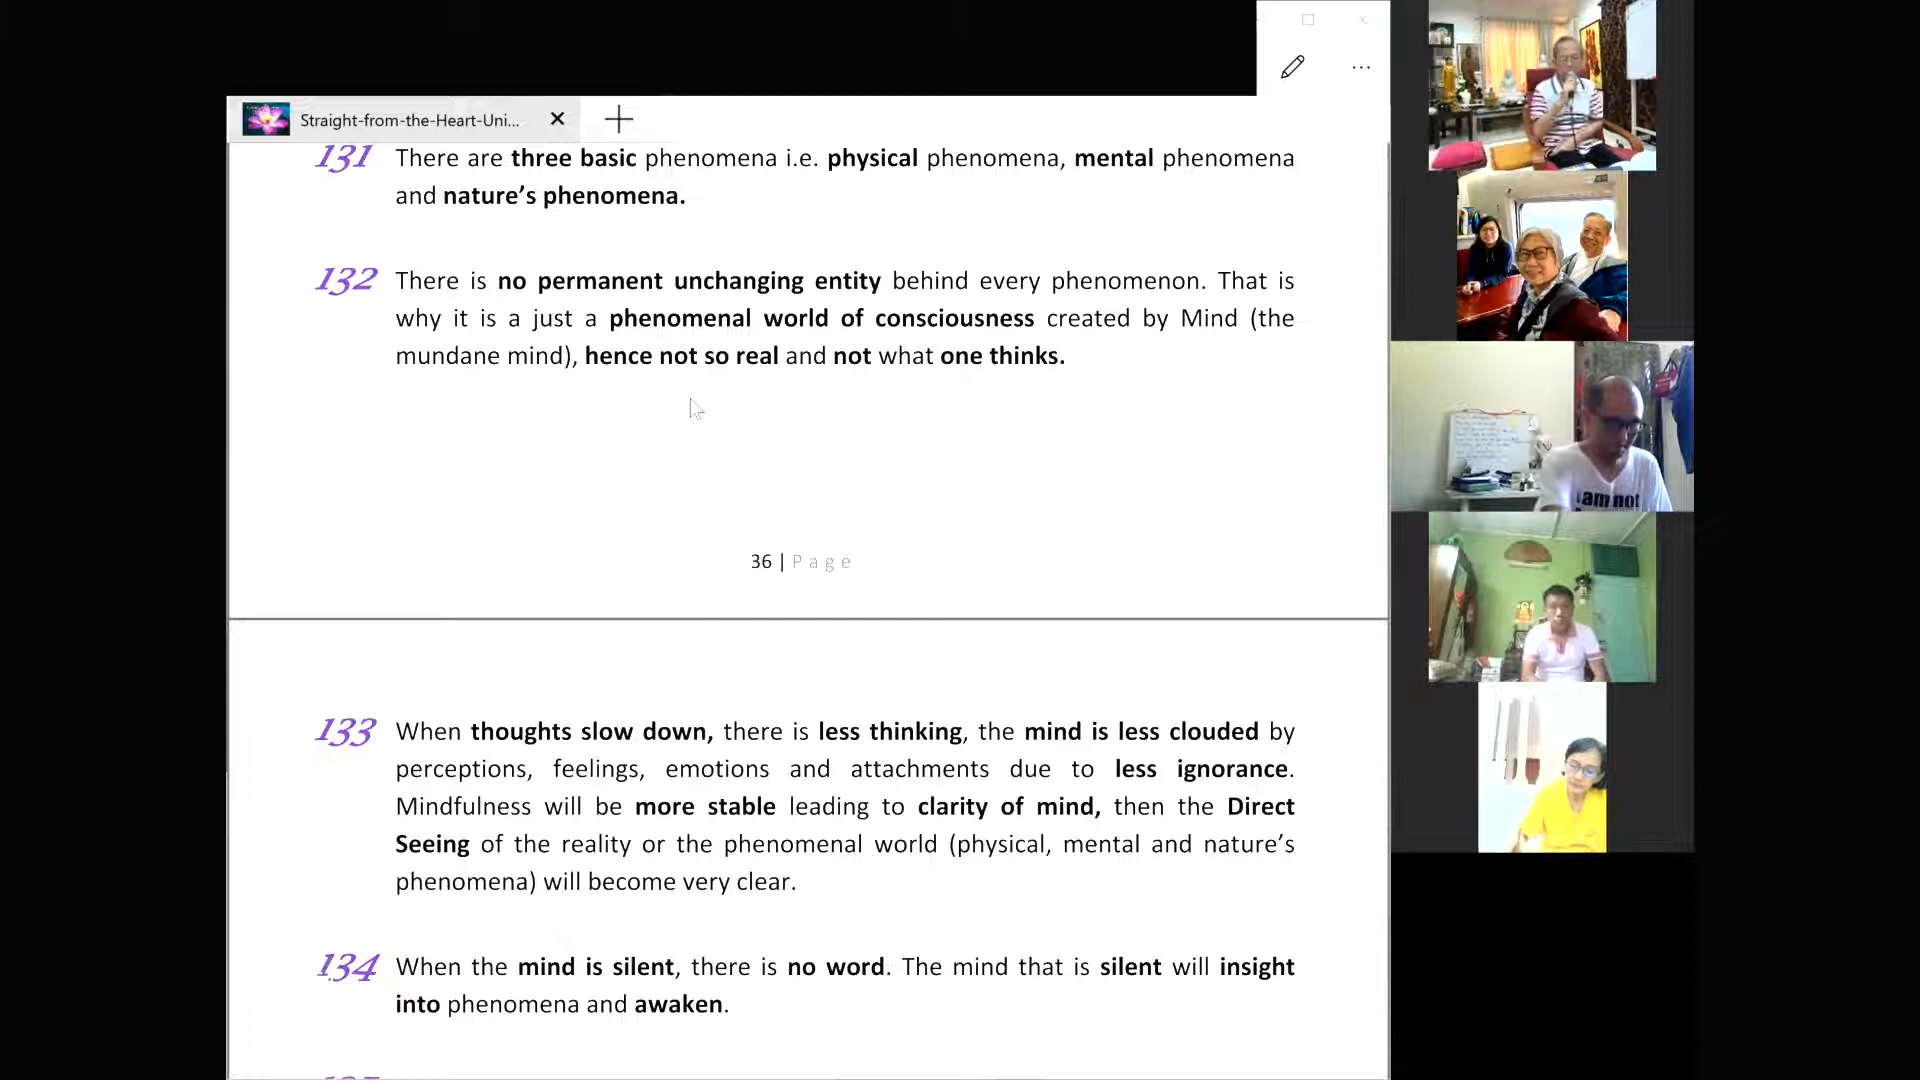 Straight-from-the-Heart-Uni...
131 There are three basic phenomena i.e. physical phenomena, mental phenomena
and nature’s phenomena.
132 There is no permanent unchanging entity behind every phenomenon. That is
why it is a just a phenomenal world of consciousness created by Mind (the
mundane mind), hence not so real and not what one thinks.
36 | Page
133 When thoughts slow down, there is less thinking, the mind is less clouded by
perceptions, feelings, emotions and attachments due to less ignorance.
Mindfulness will be more stable leading to clarity of mind, then the Direct
Seeing of the reality or the phenomenal world (physical, mental and nature’s
phenomena) will become very clear.
134 When the mind is silent, there is no word. The mind that is silent will insight
into phenomena and awaken.
am not